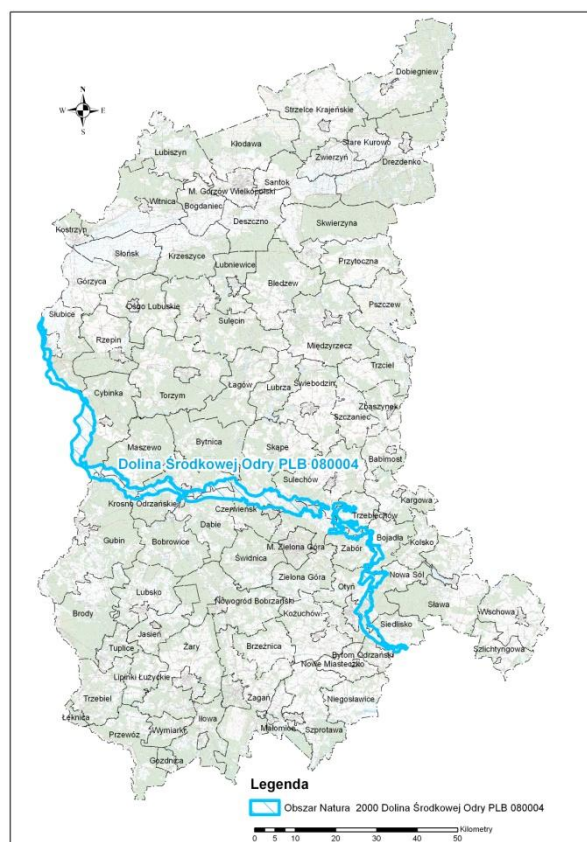 Dobiegniew
Strzelce Krajeńskie
N
W E
S
Kłodawa
Stare Kurowo
Lubiszyn
Zwierzyn
Drezdenko
Santok
M. Gorzów Wielkopolski
Witnica
Bogdaniec
Deszczno
Skwierzyna
Kostrzyn
Słońsk
Krzeszyce
Lubniewice
Przytoczna
Górzyca
Bledzew
Pszczew
Ośno Lubuskie
Słubice
Sulęcin
Rzepin
Międzyrzecz
Trzciel
Cybinka
Torzym
Łagów
Lubrza
Świebodzin
Zbąszynek
Szczaniec
Maszewo
Bytnica
Skąpe
Babimost
Dolina Środkowej Odry PLB 080004
Sulechów
Kargowa
Krosno Odrzańskie
Czerwieńsk
Trzebiechów
Dąbie
Bojadła
Kolsko
Gubin
Bobrowice
M. Zielona Góra
Zabór
Świdnica
Zielona Góra
Otyń
Nowa Sól
Lubsko
Nowogród Bobrzański
Sława
Wschowa
Brody
Kożuchów
Siedlisko
Jasień
Tuplice
Żary
Brzeźnica
Bytom Odrzański
Szlichtyngowa
Nowe Miasteczko
Lipinki Łużyckie
Trzebiel
Żagań
Niegosławice
Łęknica
Przewóz
Wymiarki
Iłowa
Małomice
Szprotawa
Gozdnica
Legenda
Obszar Natura 2000 Dolina Środkowej Odry PLB 080004
Kilometry
0 5 10 20 30 40 50